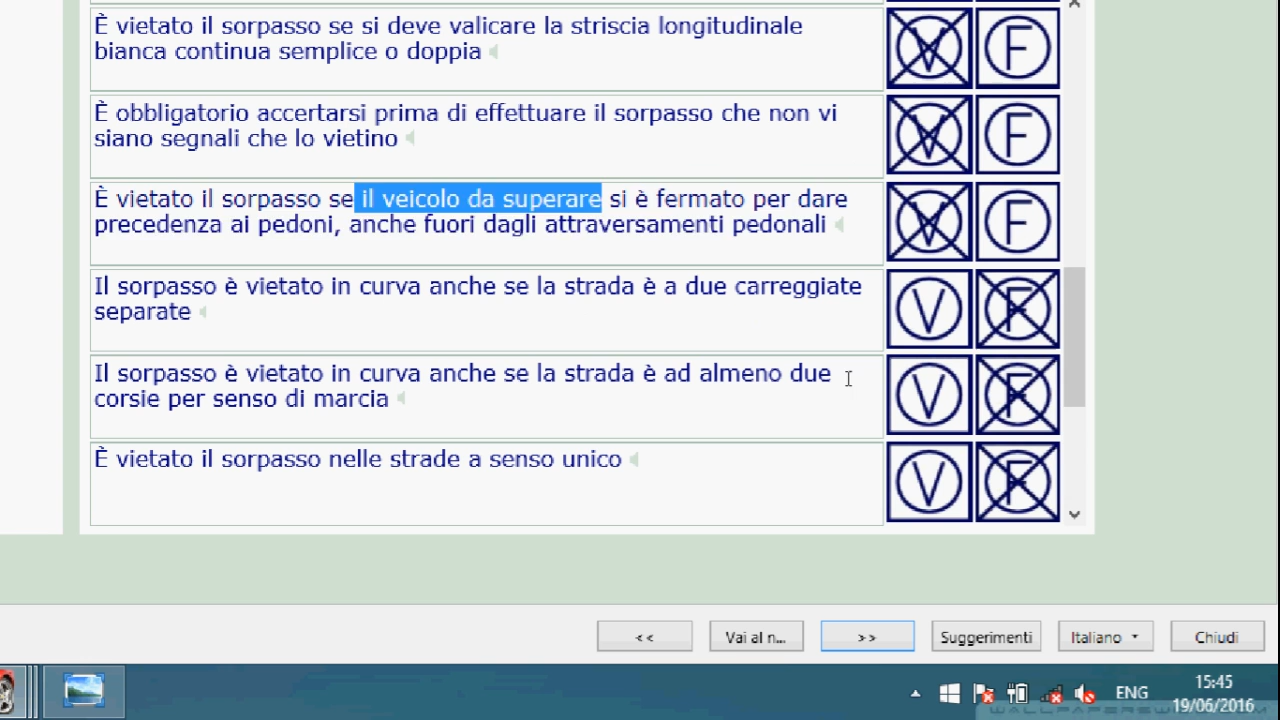 È vietato il sorpasso se si deve valicare la striscia longitudinale
bianca continua semplice o doppia
V F
È obbligatorio accertarsi prima di effettuare il sorpasso che non vi
siano segnali che lo vietino
V F
È vietato il sorpasso se il veicolo da superare si è fermato per dare
precedenza ai pedoni, anche fuori dagli attraversamenti pedonali
V F
Il sorpasso è vietato in curva anche se la strada è a due carreggiate
separate
V F
Il sorpasso è vietato in curva anche se la strada è ad almeno due
corsie per senso di marcia
V F
È vietato il sorpasso nelle strade a senso unico
V F
<< Vai al n... >> Suggerimenti Italiano Chiudi
ENG 15:45
19/06/2016